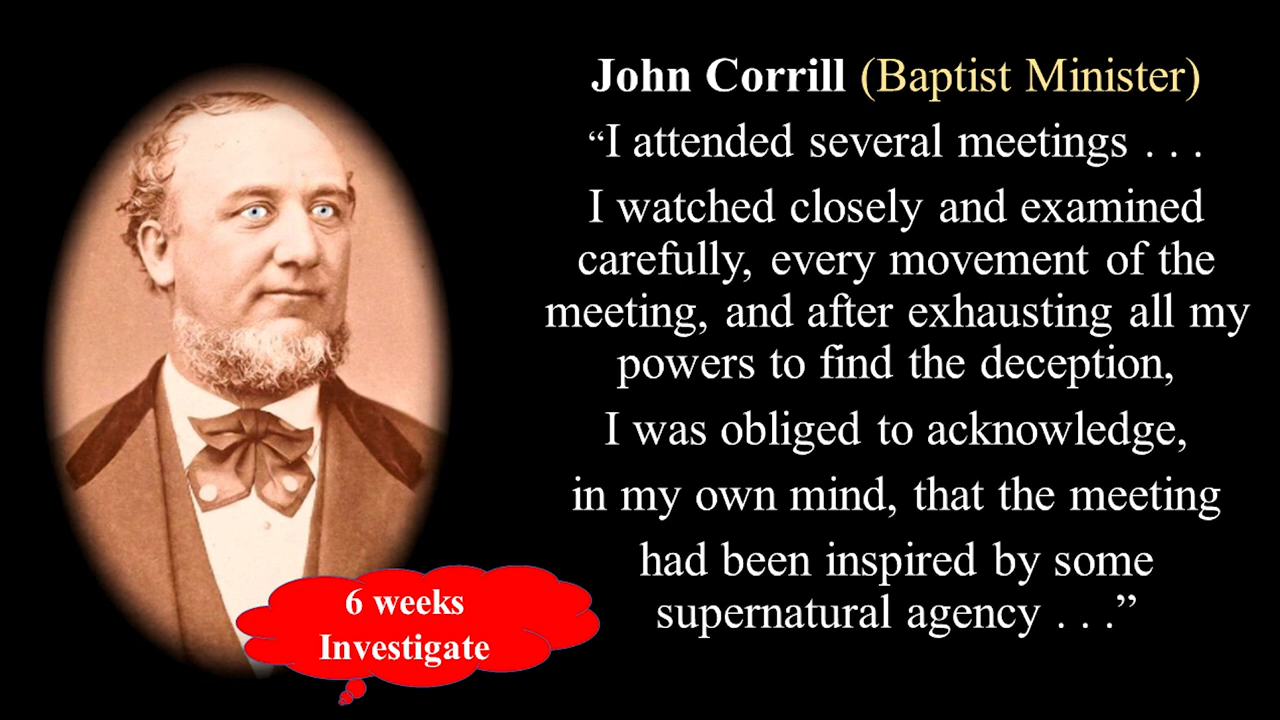 John Corrill (Baptist Minister)
“I attended several meetings . . .
I watched closely and examined
carefully, every movement of the
meeting, and after exhausting all my
powers to find the deception,
I was obliged to acknowledge,
in my own mind, that the meeting
had been inspired by some
supernatural agency . . .”
6 weeks
Investigate